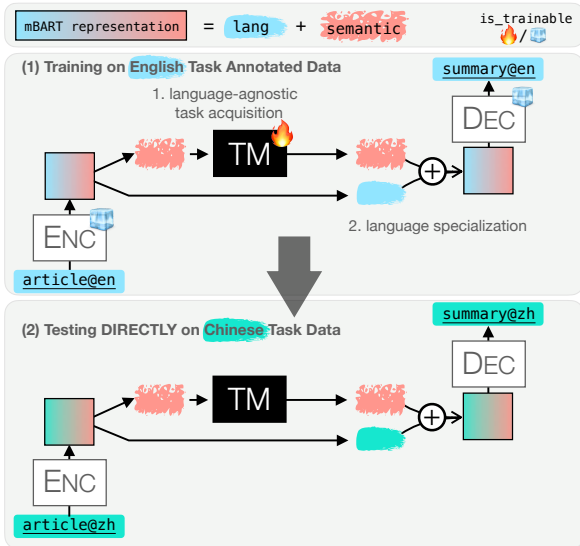 mBART representation = lang + semantic
is_trainable
/
(1) Training on English Task Annotated Data
summary@en
1. language-agnostic
task acquisition
DEC
TM
+
ENC
2. language specialization
article@en
(2) Testing DIRECTLY on Chinese Task Data
summary@zh
DEC
TM
+
ENC
article@zh